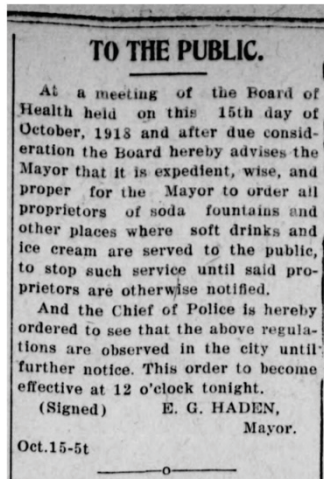 TO THE PUBLIC.
At a meeting of the Board of
Health held on this 15th day of
October, 1918 and after due consid-
eration the Board hereby advises the
Mayor that it is expedient, wise, and
proper for the Mayor to order all
proprietors of soda fountains and
other places where soft drinks and
ice cream are served to the public,
to stop such service until said pro-
prietors are otherwise notified.
And the Chief of Police is hereby
ordered to see that the above regula-
tions are observed in the city until
further notice. This order to become
effective at 12 o'clock tonight.
(Signed) E. G. HADEN,
Mayor.
Oct.15-5t